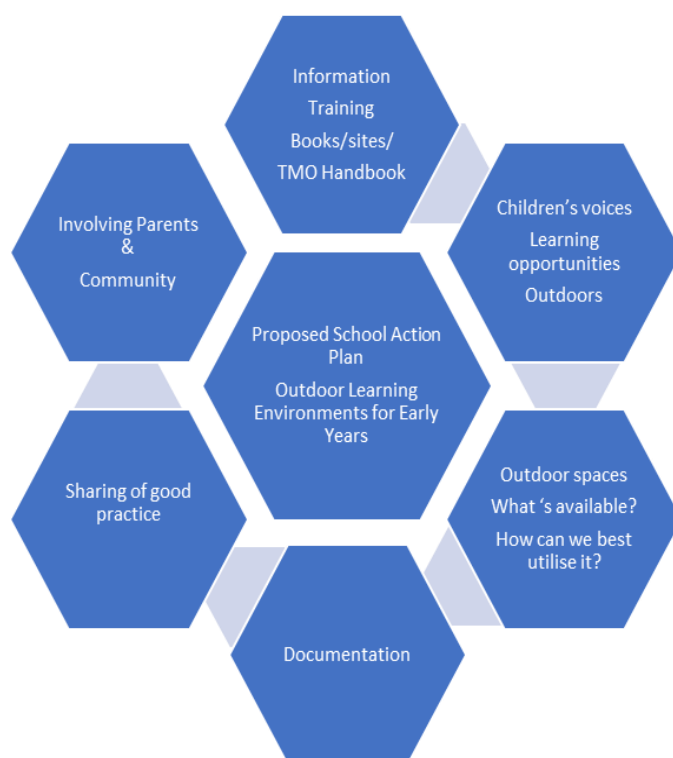 Information
Training
Books/sites/
TMO Handbook
Children's voices
Learning
opportunities
Outdoors
Involving Parents
&
Community
Proposed School Action
Plan
Outdoor Learning
Environments for Early
Years
Outdoor spaces
What 's available?
How can we best
utilise it?
Sharing of good
practice
Documentation